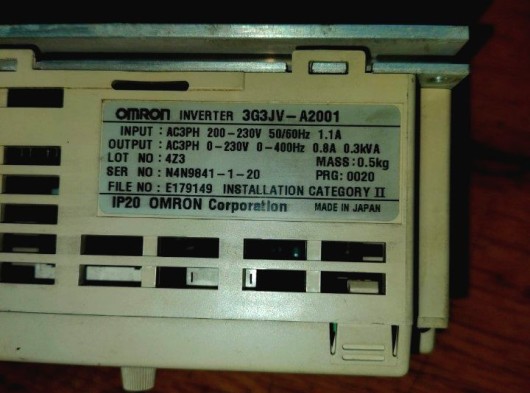 OMRON INVERTER 3G3JV-A2001
INPUT : AC3PH 200-230V 50/60Hz 1.1A
OUTPUT : AC3PH 0-230V 0-400Hz 0.8A 0.3kVA
LOT NO : 4Z3 MASS : 0.5kg
SER NO : N4N9841-1-20 PRG : 0020
FILE NO : E179149 INSTALLATION CATEGORY II
IP20 OMRON Corporation MADE IN JAPAN